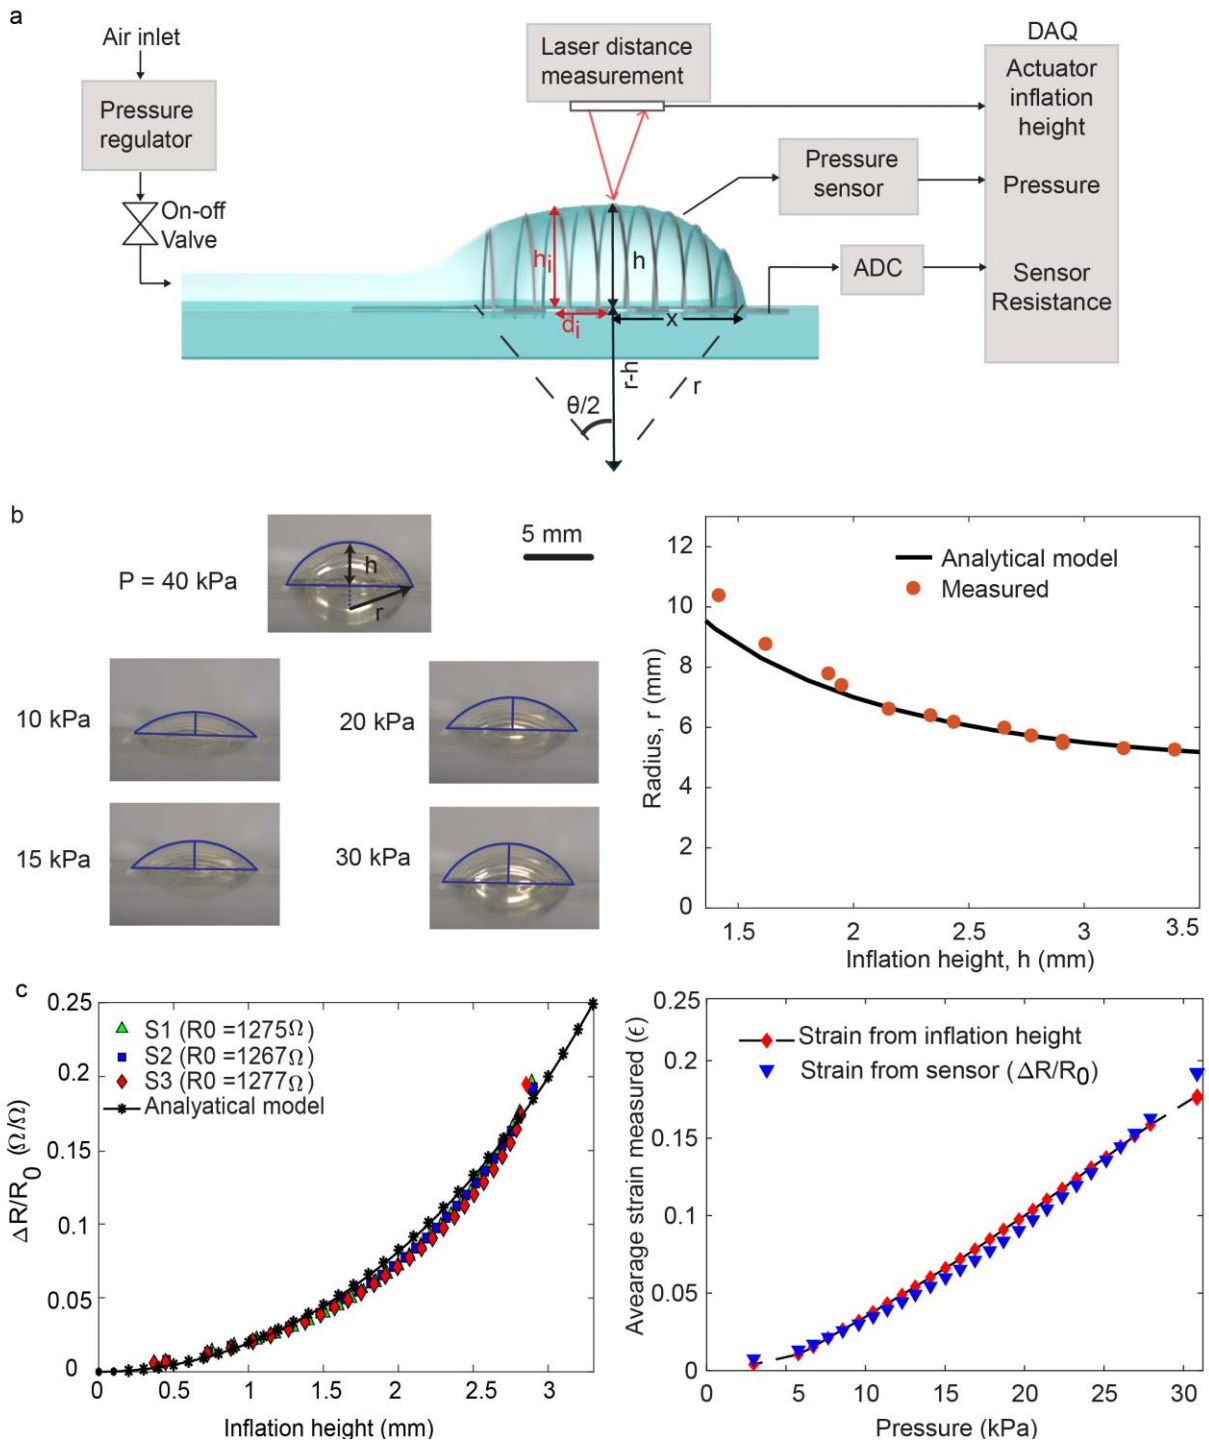 a
Air inlet
Pressure
regulator
On-off
Valve
Laser distance
measurement
DAQ
Actuator
inflation
height
Pressure
sensor
Pressure
ADC
Sensor
Resistance
hi
h
di
x
r-h
r
θ/2
b
P = 40 kPa
h
r
5 mm
10 kPa
20 kPa
15 kPa
30 kPa
Radius, r (mm)
12
10
8
6
4
2
0
Analytical model
Measured
1.5
2
2.5
3
3.5
Inflation height, h (mm)
c
ΔR/R0 (Ω/Ω)
0.25
0.2
0.15
0.1
0.05
0
S1 (R0 =1275Ω)
S2 (R0 =1267Ω)
S3 (R0 =1277Ω)
Analyatical model
0
0.5
1
1.5
2
2.5
3
Inflation height (mm)
Avearage strain measured (ϵ)
0.25
0.2
0.15
0.1
0.05
0
Strain from inflation height
Strain from sensor (ΔR/R0)
0
5
10
15
20
25
30
Pressure (kPa)